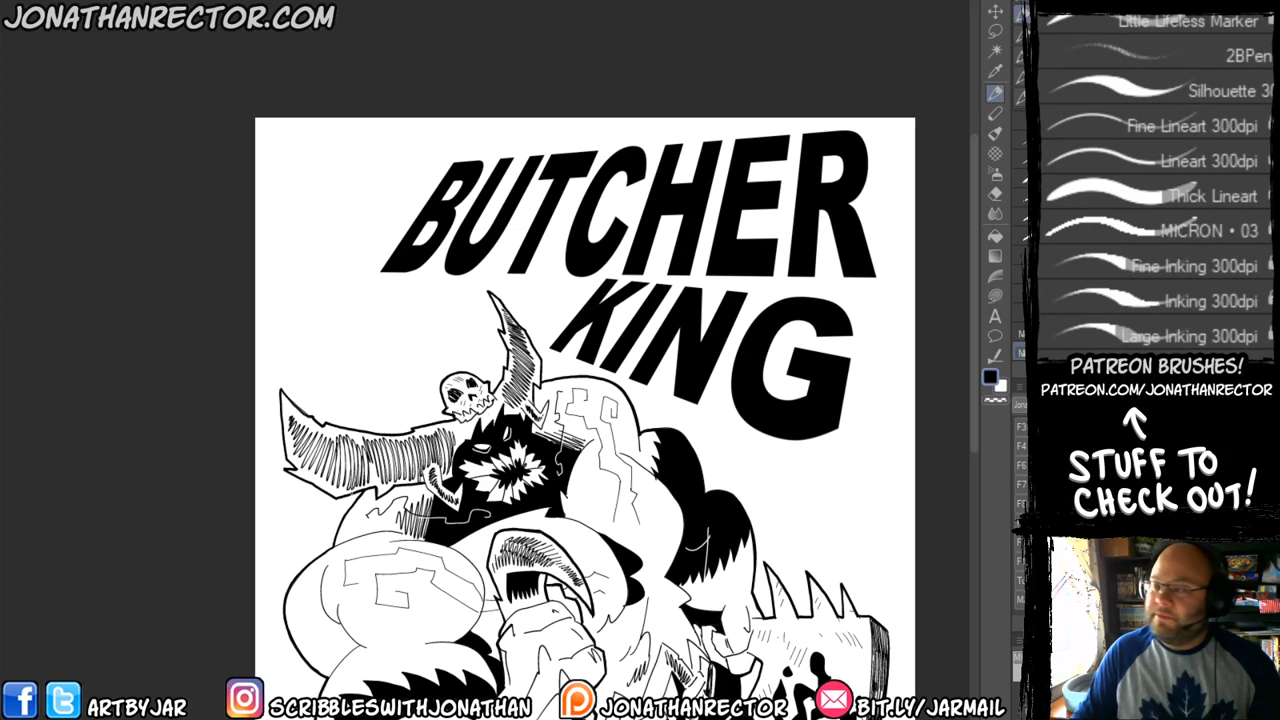 JONATHANRECTOR.COM
BUTCHER
KING
Little Lifeless Marker
2BPen
Silhouette 30
Fine Lineart 300dpi
Lineart 300dpi
Thick Lineart
MICRON • 03
Fine Inking 300dpi
Inking 300dpi
Large Inking 300dpi
PATREON BRUSHES!
PATREON.COM/JONATHANRECTOR
STUFF TO
CHECK OUT!
ARTBYJAR
SCRIBBLESWITHJONATHAN
JONATHANRECTOR
BIT.LY/JARMAIL